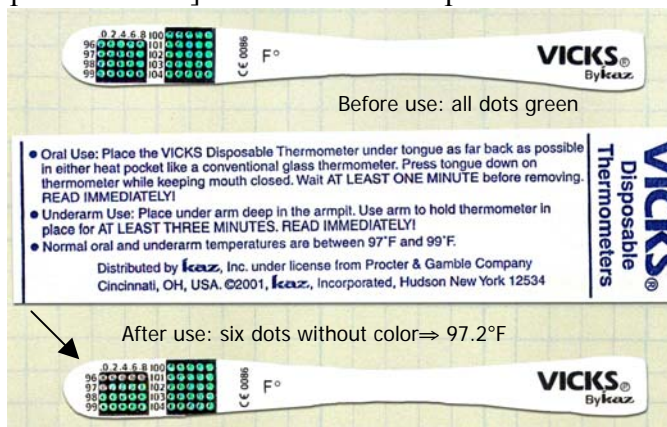 .0 .2 .4 .6 .8 100
96 101
97 102
98 103
99 104
CE 0086
F°
VICKS®
By kaz
Before use: all dots green
• Oral Use: Place the VICKS Disposable Thermometer under tongue as far back as possible
in either heat pocket like a conventional glass thermometer. Press tongue down on
thermometer while keeping mouth closed. Wait AT LEAST ONE MINUTE before removing.
READ IMMEDIATELY!
• Underarm Use: Place under arm deep in the armpit. Use arm to hold thermometer in
place for AT LEAST THREE MINUTES. READ IMMEDIATELY!
• Normal oral and underarm temperatures are between 97°F and 99°F.
Distributed by kaz, Inc. under license from Procter & Gamble Company
Cincinnati, OH, USA. ©2001, kaz, Incorporated, Hudson New York 12534
VICKS®
Disposable
Thermometers
After use: six dots without color⇒ 97.2°F
.0 .2 .4 .6 .8 100
96 101
97 102
98 103
99 104
CE 0086
F°
VICKS®
By kaz